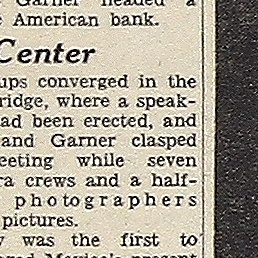 Garner headed a
American bank.
Center
ups converged in the
ridge, where a speak-
ad been erected, and
and Garner clasped
eeting while seven
ra crews and a half-
photographers
pictures.
was the first to